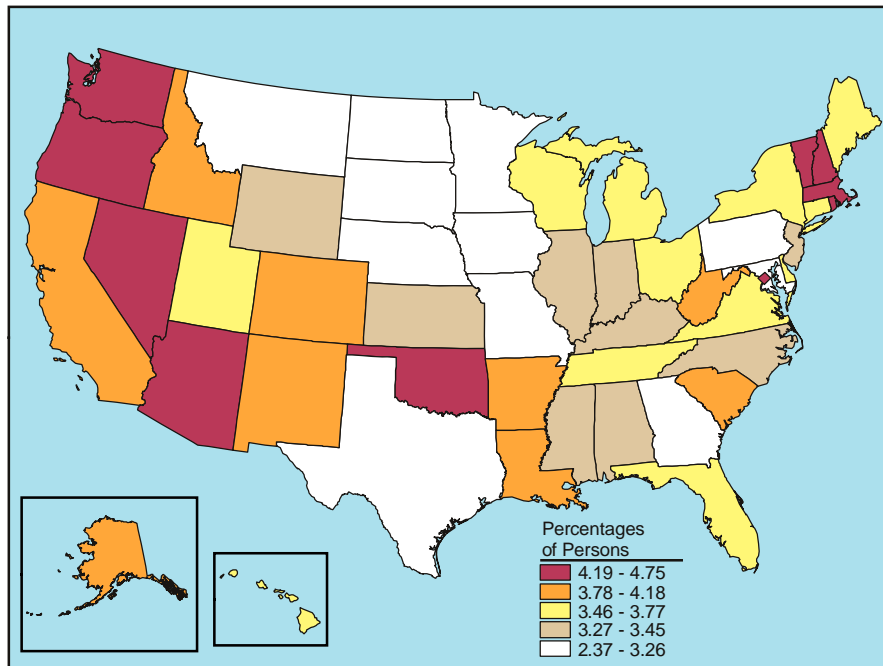 Percentages
of Persons
4.19 - 4.75
3.78 - 4.18
3.46 - 3.77
3.27 - 3.45
2.37 - 3.26